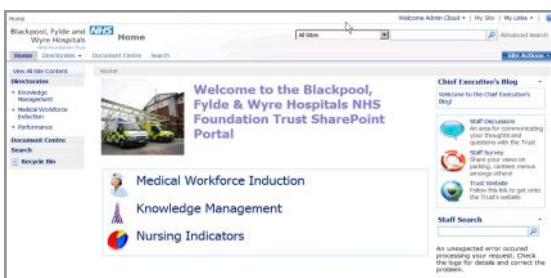 Home
Welcome Admin Cloud | My Site | My Links
Blackpool, Fylde and NHS
Wyre Hospitals
NHS Foundation Trust
Home
All Sites
Advanced Search
Home Directorates Document Centre Search
Site Actions
View All Site Content
Home
Directorates
Knowledge
Management
Medical Workforce
Induction
Performance
Document Centre
Search
Recycle Bin
Welcome to the Blackpool,
Fylde & Wyre Hospitals NHS
Foundation Trust SharePoint
Portal
Medical Workforce Induction
Knowledge Management
Nursing Indicators
Chief Executive's Blog
Welcome to the Chief Executive's
Blog!
Staff Discussions
An area for communicating
your thoughts and
questions with the Trust
Staff Survey
Share your views on
parking, canteen menus
amongs others!
Trust Website
Follow this link to get onto
the Trust's website
Staff Search
An unexpected error occured
processing your request. Check
the logs for details and correct the
problem.